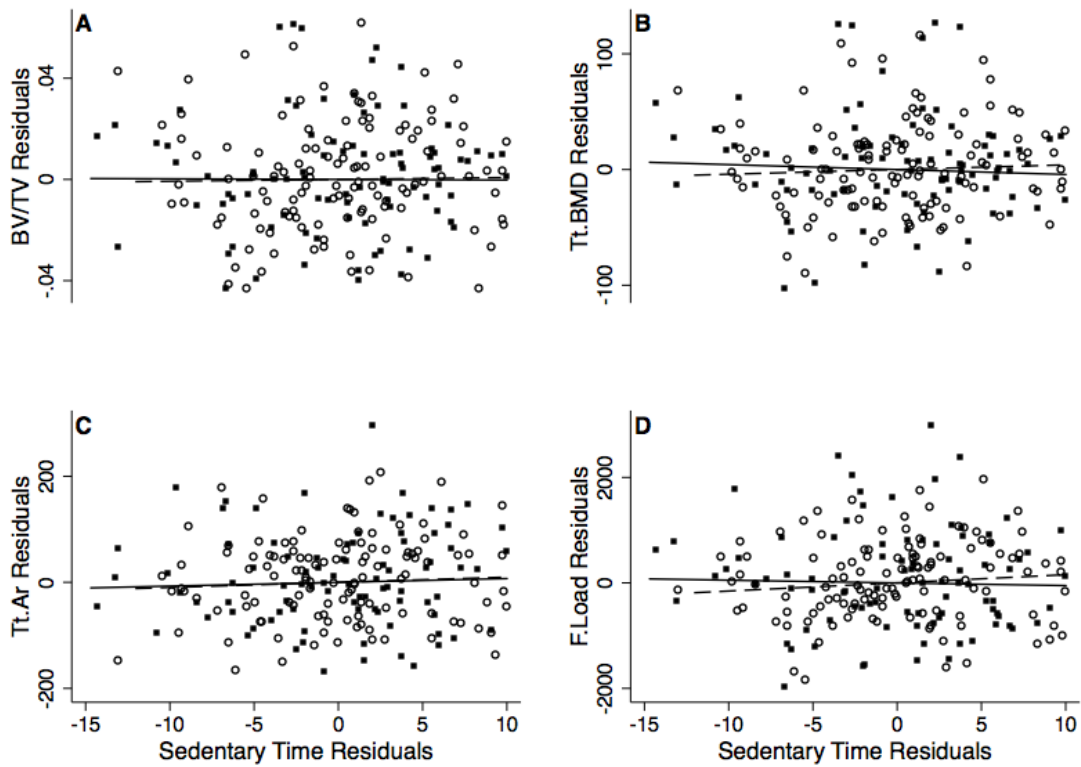 A
BV/TV Residuals
.04
0
-.04
B
Tt.BMD Residuals
100
0
-100
C
Tt.Ar Residuals
200
0
-200
-15 -10 -5 0 5 10
Sedentary Time Residuals
D
F.Load Residuals
2000
0
-2000
-15 -10 -5 0 5 10
Sedentary Time Residuals